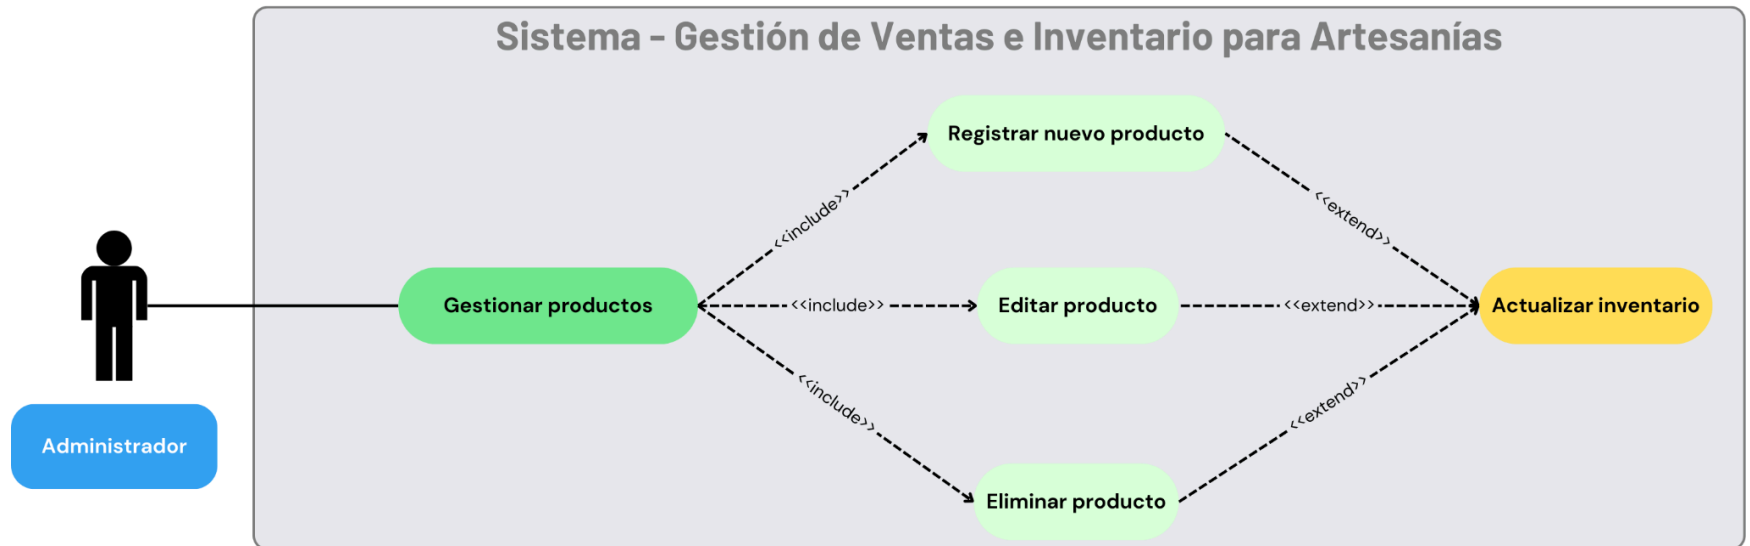 Sistema - Gestión de Ventas e Inventario para Artesanías
Registrar nuevo producto
<<include>>
<<extend>>
Gestionar productos
<<include>>
Editar producto
<<extend>>
Actualizar inventario
<<include>>
<<extend>>
Administrador
Eliminar producto